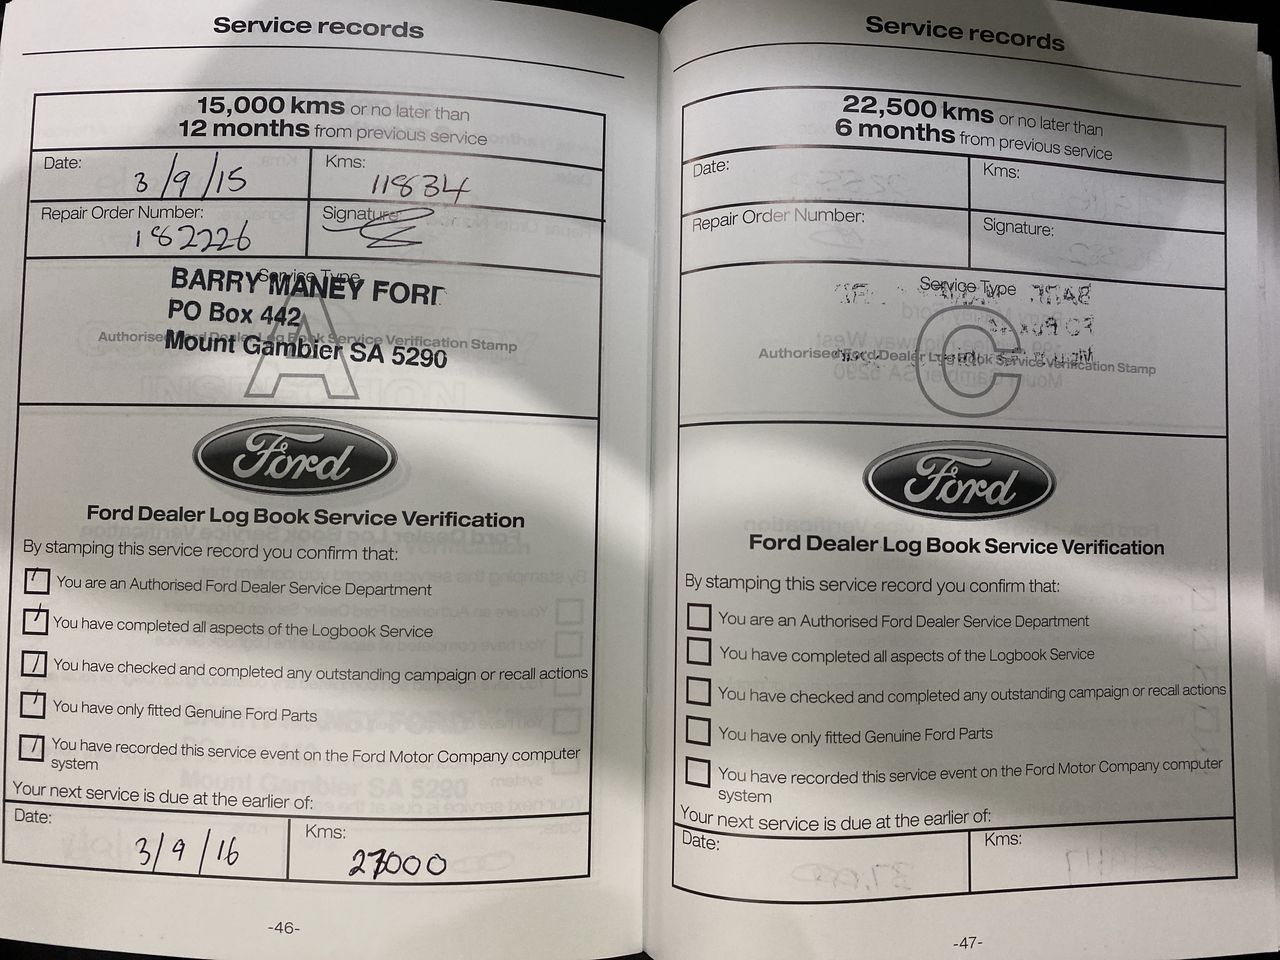 Service records
15,000 kms or no later than
12 months from previous service
Date:
3/9/15
Kms:
11834
Repair Order Number:
182226
Signature
Service Type
BARRY MANEY FORD
PO Box 442
Authorised Ford Dealer Log Book Service Verification Stamp
Mount Gambier SA 5290
A
Ford
Ford Dealer Log Book Service Verification
By stamping this service record you confirm that:
You are an Authorised Ford Dealer Service Department
You have completed all aspects of the Logbook Service
You have checked and completed any outstanding campaign or recall actions
You have only fitted Genuine Ford Parts
You have recorded this service event on the Ford Motor Company computer
system
Your next service is due at the earlier of:
Date:
3/9/16
Kms:
27000
-46-
Service records
22,500 kms or no later than
6 months from previous service
Date:
Kms:
Repair Order Number:
Signature:
Service Type
Authorised Ford Dealer Log Book Service Verification Stamp
C
Ford
Ford Dealer Log Book Service Verification
By stamping this service record you confirm that:
You are an Authorised Ford Dealer Service Department
You have completed all aspects of the Logbook Service
You have checked and completed any outstanding campaign or recall actions
You have only fitted Genuine Ford Parts
You have recorded this service event on the Ford Motor Company computer
system
Your next service is due at the earlier of:
Date:
Kms:
-47-